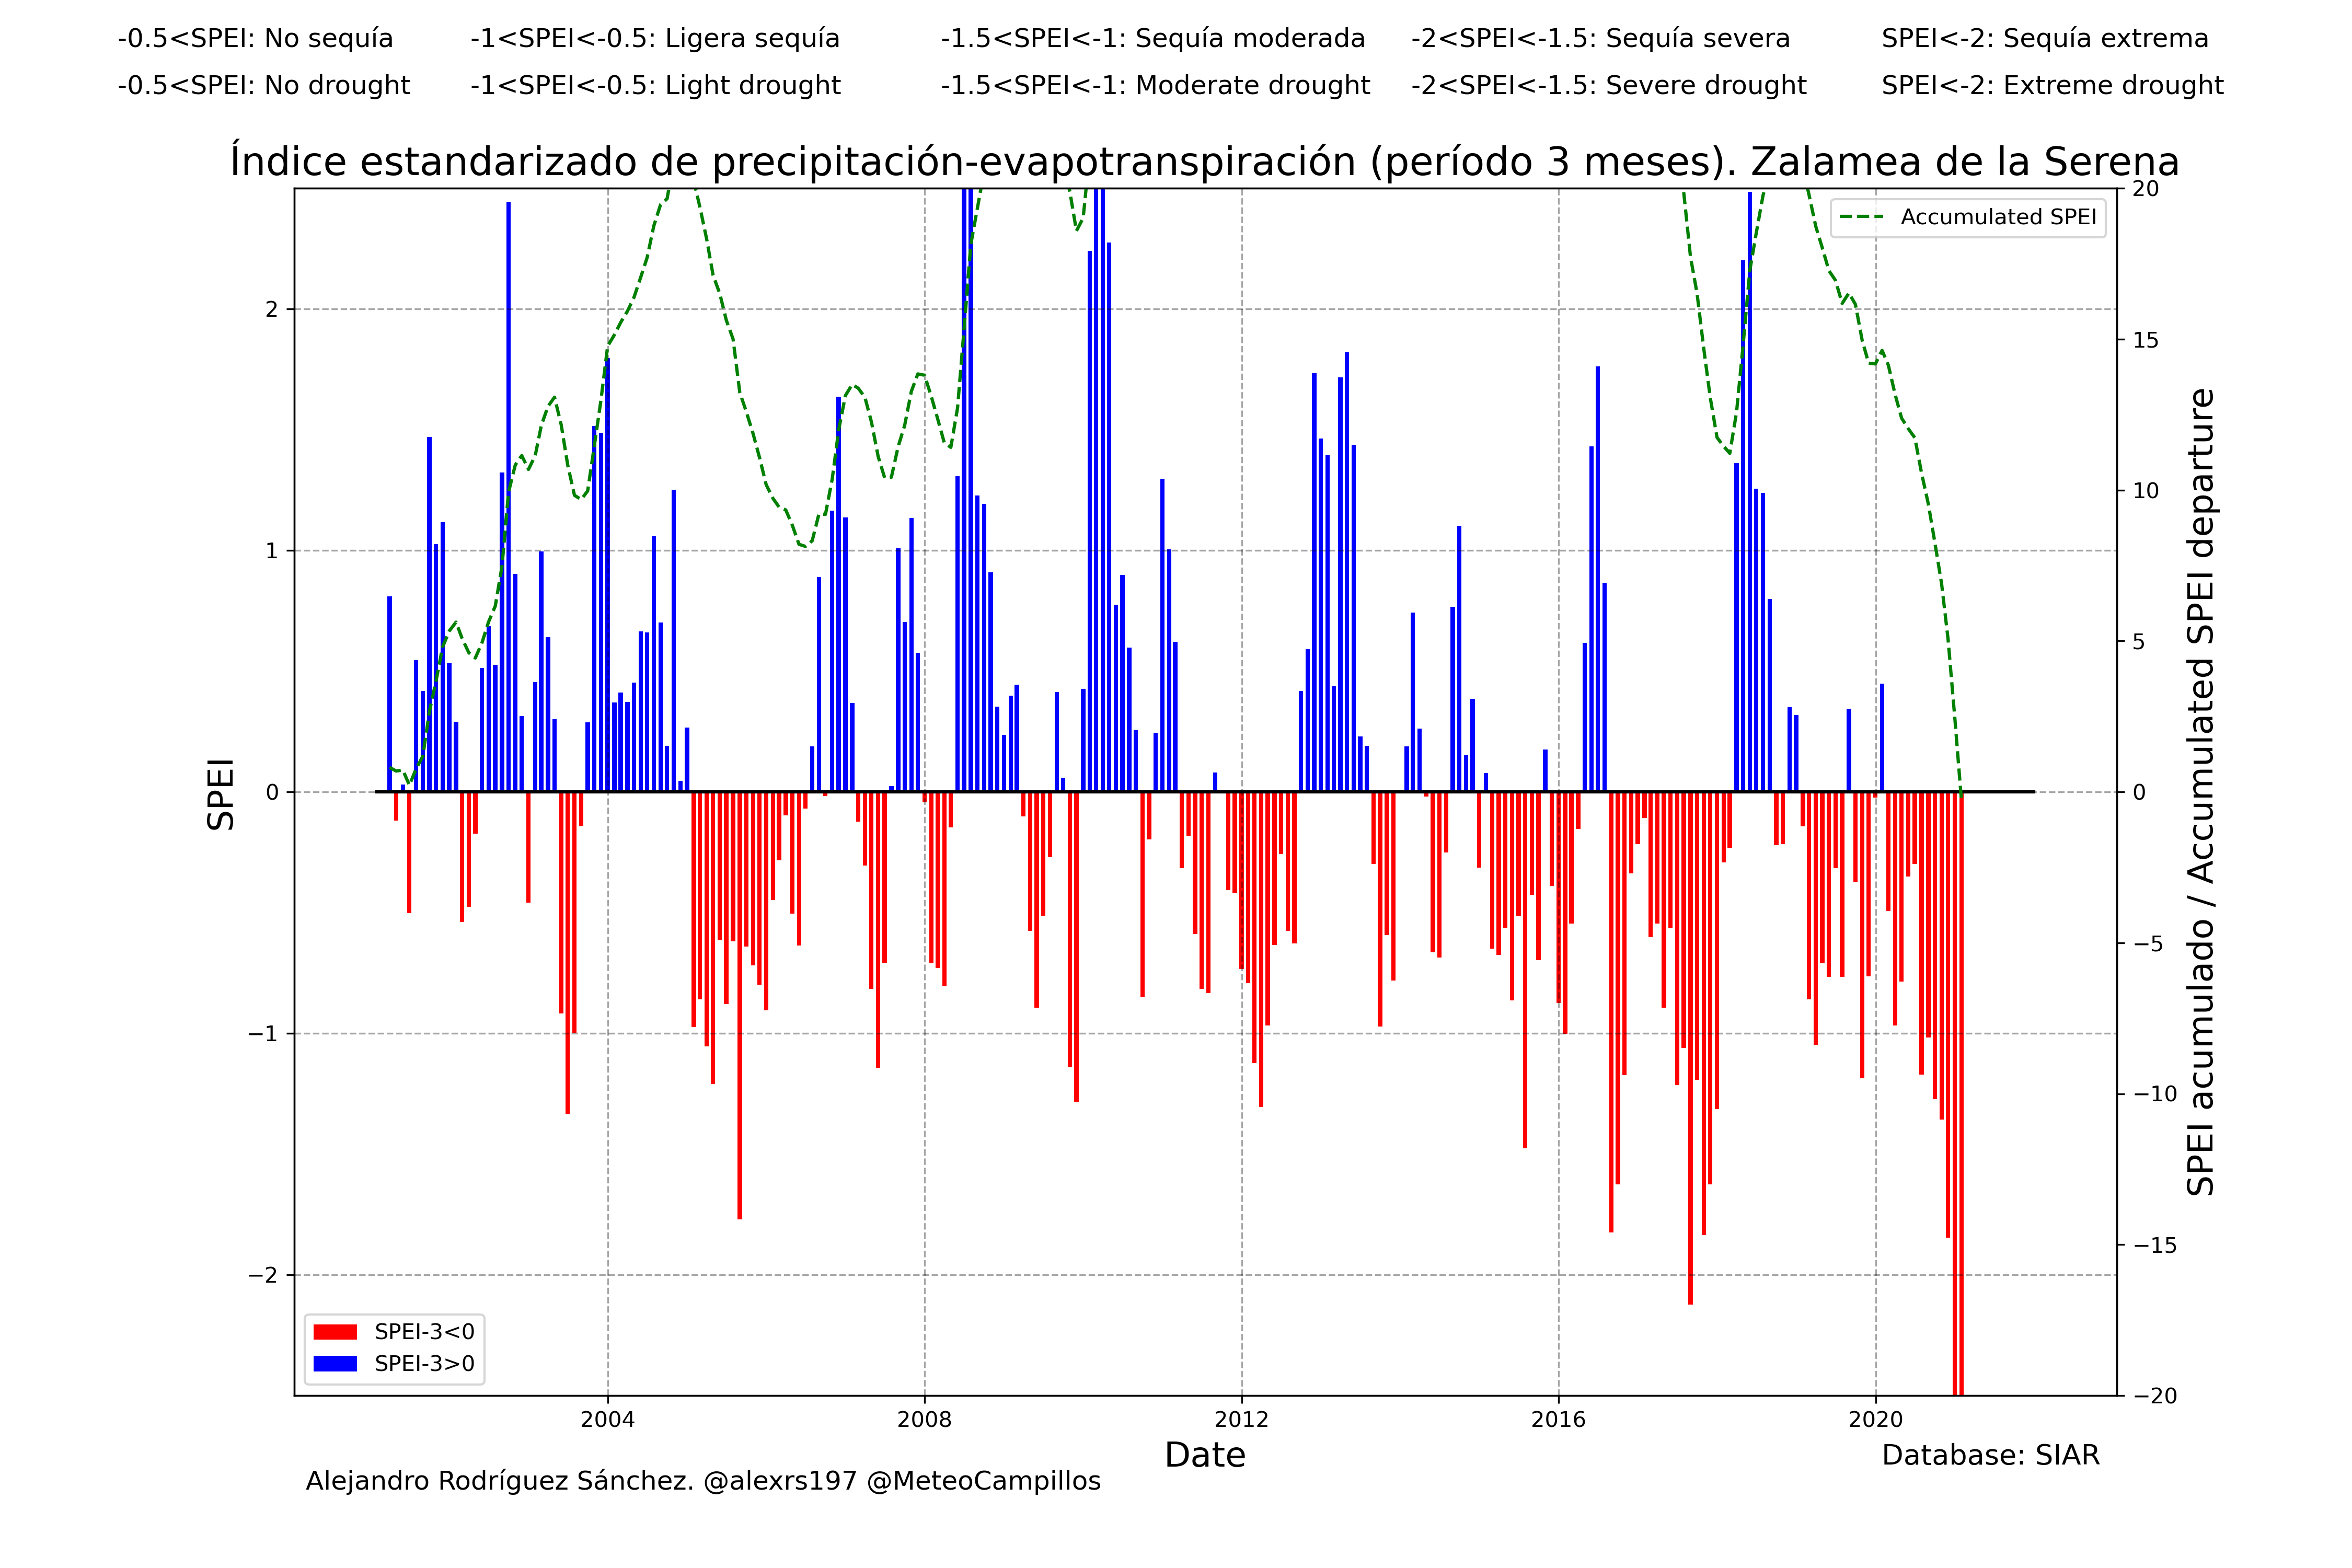 -0.5<SPEI: No sequía -1<SPEI<-0.5: Ligera sequía -1.5<SPEI<-1: Sequía moderada -2<SPEI<-1.5: Sequía severa SPEI<-2: Sequía extrema
-0.5<SPEI: No drought -1<SPEI<-0.5: Light drought -1.5<SPEI<-1: Moderate drought -2<SPEI<-1.5: Severe drought SPEI<-2: Extreme drought
Índice estandarizado de precipitación-evapotranspiración (período 3 meses). Zalamea de la Serena
Accumulated SPEI
SPEI
2
1
0
−1
−2
20
15
10
5
0
−5
−10
−15
−20
SPEI acumulado / Accumulated SPEI departure
SPEI-3<0
SPEI-3>0
2004 2008 2012 2016 2020
Date
Database: SIAR
Alejandro Rodríguez Sánchez. @alexrs197 @MeteoCampillos